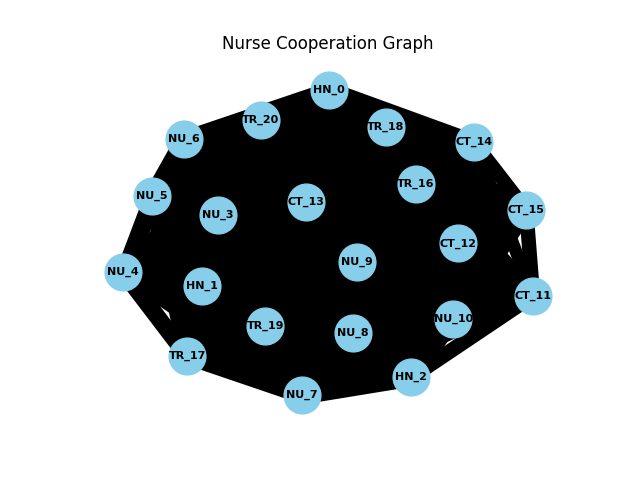 Nurse Cooperation Graph
HN_0
TR_20
TR_18
NU_6
CT_14
TR_16
NU_5
CT_13
NU_3
CT_15
CT_12
NU_9
NU_4
HN_1
CT_11
NU_10
TR_19
NU_8
TR_17
HN_2
NU_7